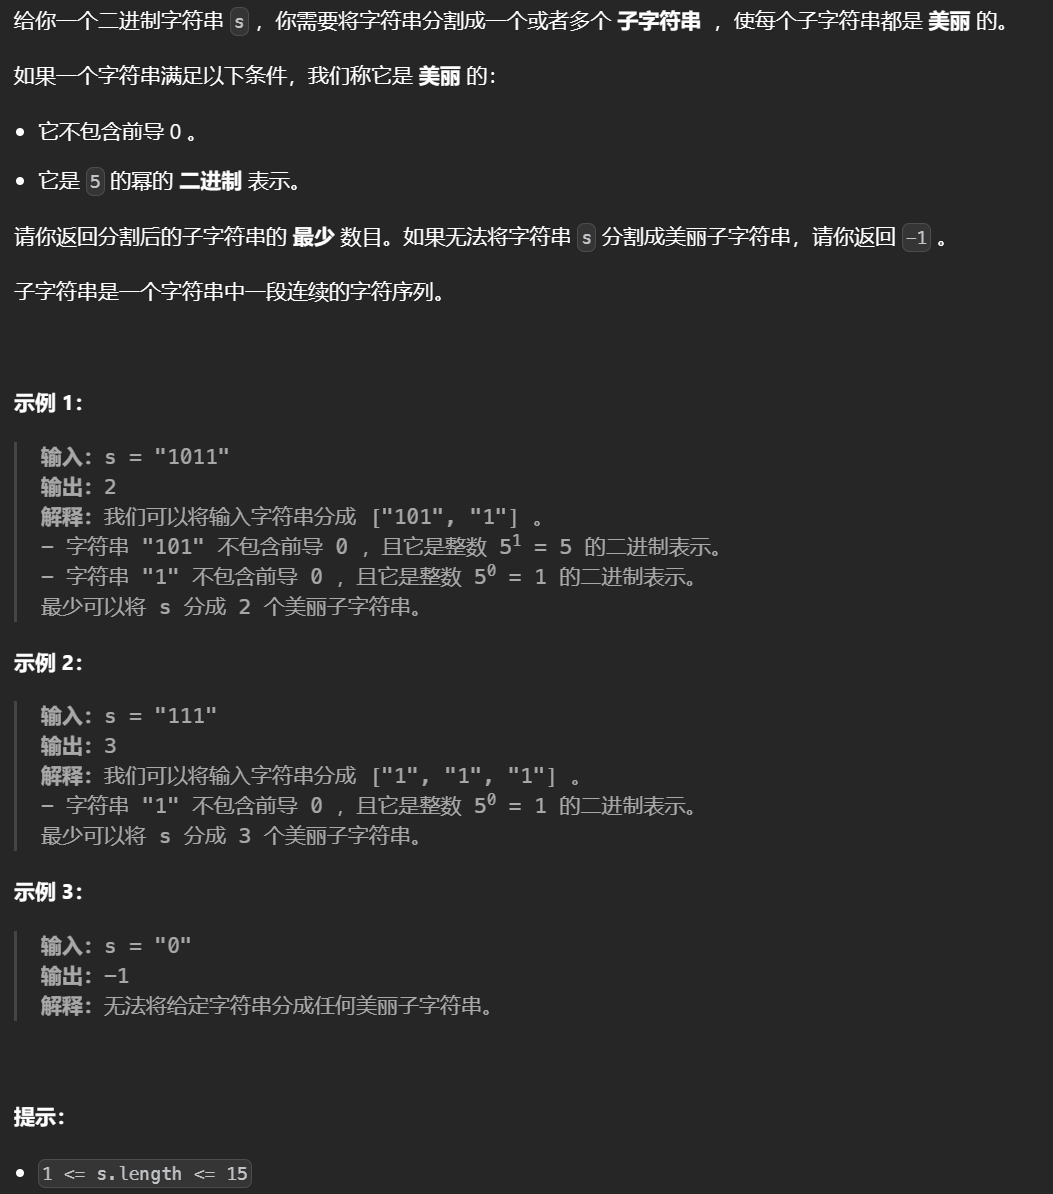 给你一个二进制字符串 s ，你需要将字符串分割成一个或者多个 子字符串 ，使每个子字符串都是 美丽 的。
如果一个字符串满足以下条件，我们称它是 美丽 的：
• 它不包含前导 0 。
• 它是 5 的幂的 二进制 表示。
请你返回分割后的子字符串的 最少 数目。如果无法将字符串 s 分割成美丽子字符串，请你返回 -1 。
子字符串是一个字符串中一段连续的字符序列。
示例 1：
输入：s = "1011"
输出：2
解释：我们可以将输入字符串分成 ["101", "1"] 。
- 字符串 "101" 不包含前导 0 ，且它是整数 5¹ = 5 的二进制表示。
- 字符串 "1" 不包含前导 0 ，且它是整数 5⁰ = 1 的二进制表示。
最少可以将 s 分成 2 个美丽子字符串。
示例 2：
输入：s = "111"
输出：3
解释：我们可以将输入字符串分成 ["1", "1", "1"] 。
- 字符串 "1" 不包含前导 0 ，且它是整数 5⁰ = 1 的二进制表示。
最少可以将 s 分成 3 个美丽子字符串。
示例 3：
输入：s = "0"
输出：-1
解释：无法将给定字符串分成任何美丽子字符串。
提示：
• 1 <= s.length <= 15